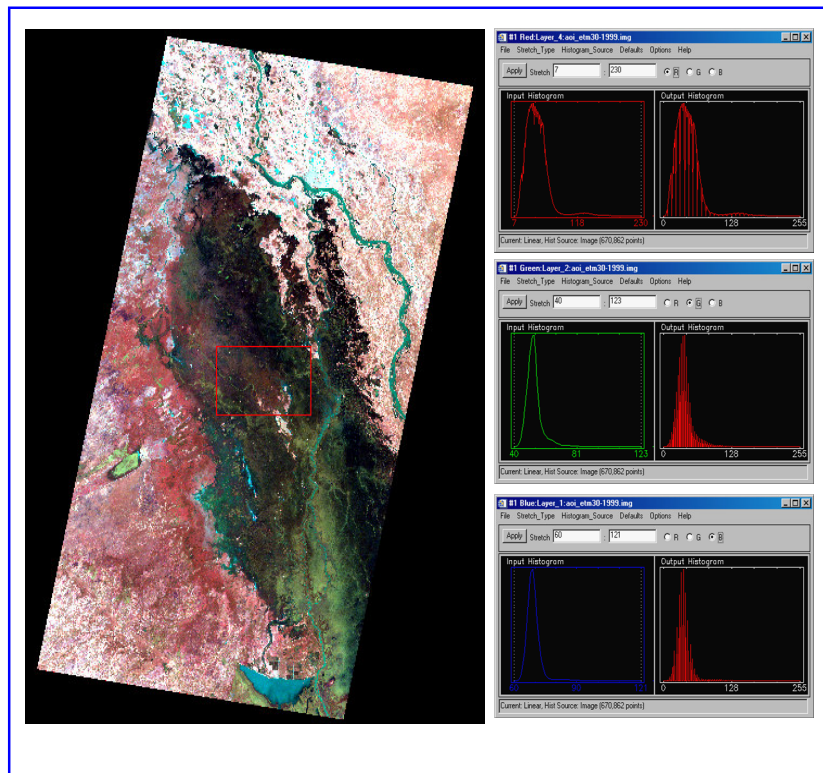 #1 Red:Layer_4:aoi_etm30-1999.img
File Stretch_Type Histogram_Source Defaults Options Help
Apply Stretch 7 : 230 R G B
Input Histogram Output Histogram
7 118 230 0 128 255
Current: Linear, Hist Source: Image (670,862 points)
#1 Green:Layer_2:aoi_etm30-1999.img
File Stretch_Type Histogram_Source Defaults Options Help
Apply Stretch 40 : 123 R G B
Input Histogram Output Histogram
40 81 123 0 128 255
Current: Linear, Hist Source: Image (670,862 points)
#1 Blue:Layer_1:aoi_etm30-1999.img
File Stretch_Type Histogram_Source Defaults Options Help
Apply Stretch 60 : 121 R G B
Input Histogram Output Histogram
60 90 121 0 128 255
Current: Linear, Hist Source: Image (670,862 points)